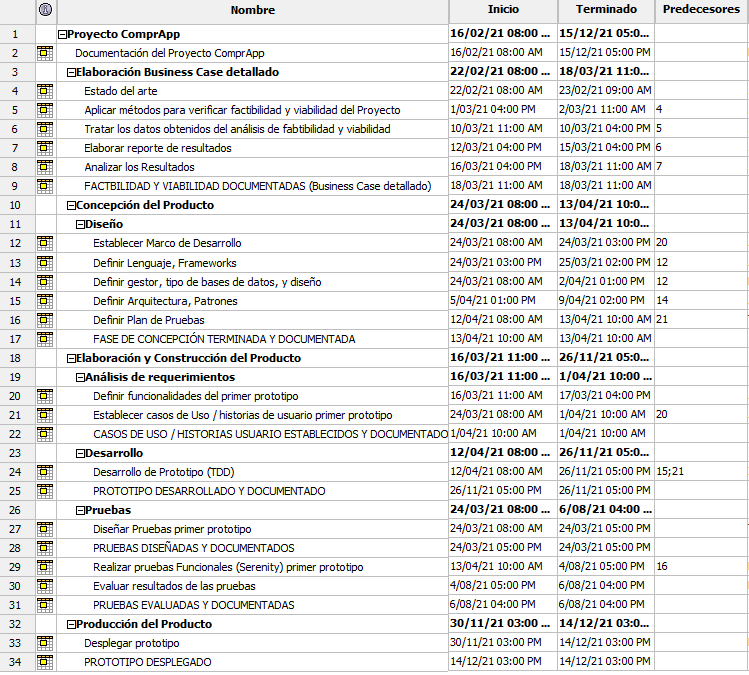 Nombre Inicio Terminado Predecesores
1 Proyecto ComprApp 16/02/21 08:00 ... 15/12/21 05:0...
2 Documentación del Proyecto ComprApp 16/02/21 08:00 AM 15/12/21 05:00 PM
3 Elaboración Business Case detallado 22/02/21 08:00 ... 18/03/21 11:0...
4 Estado del arte 22/02/21 08:00 AM 23/02/21 09:00 AM
5 Aplicar métodos para verificar factibilidad y viabilidad del Proyecto 1/03/21 04:00 PM 2/03/21 11:00 AM 4
6 Tratar los datos obtenidos del análisis de fabtibilidad y viabilidad 10/03/21 11:00 AM 10/03/21 04:00 PM 5
7 Elaborar reporte de resultados 12/03/21 04:00 PM 15/03/21 04:00 PM 6
8 Analizar los Resultados 16/03/21 04:00 PM 18/03/21 11:00 AM 7
9 FACTBILIDAD Y VIABILIDAD DOCUMENTADAS (Business Case detallado) 18/03/21 11:00 AM 18/03/21 11:00 AM
10 Concepción del Producto 24/03/21 08:00 ... 13/04/21 10:0...
11 Diseño 24/03/21 08:00 ... 13/04/21 10:0...
12 Establecer Marco de Desarrollo 24/03/21 08:00 AM 24/03/21 03:00 PM 20
13 Definir Lenguaje, Frameworks 24/03/21 03:00 PM 25/03/21 02:00 PM 12
14 Definir gestor, tipo de bases de datos, y diseño 24/03/21 08:00 AM 2/04/21 01:00 PM 12
15 Definir Arquitectura, Patrones 5/04/21 01:00 PM 9/04/21 02:00 PM 14
16 Definir Plan de Pruebas 12/04/21 08:00 AM 13/04/21 10:00 AM 21
17 FASE DE CONCEPCIÓN TERMINADA Y DOCUMENTADA 13/04/21 10:00 AM 13/04/21 10:00 AM
18 Elaboración y Construcción del Producto 16/03/21 11:00 ... 26/11/21 05:0...
19 Análisis de requerimientos 16/03/21 11:00 ... 1/04/21 10:00 ...
20 Definir funcionalidades del primer prototipo 16/03/21 11:00 AM 17/03/21 04:00 PM
21 Establecer casos de Uso / historias de usuario primer prototipo 24/03/21 08:00 AM 1/04/21 10:00 AM 20
22 CASOS DE USO / HISTORIAS USUARIO ESTABLECIDOS Y DOCUMENTADO 1/04/21 10:00 AM 1/04/21 10:00 AM
23 Desarrollo 12/04/21 08:00 ... 26/11/21 05:0...
24 Desarrollo de Prototipo (TDD) 12/04/21 08:00 AM 26/11/21 05:00 PM 15;21
25 PROTOTIPO DESARROLLADO Y DOCUMENTADO 26/11/21 05:00 PM 26/11/21 05:00 PM
26 Pruebas 24/03/21 08:00 ... 6/08/21 04:00 ...
27 Diseñar Pruebas primer prototipo 24/03/21 08:00 AM 24/03/21 05:00 PM
28 PRUEBAS DISEÑADAS Y DOCUMENTADOS 24/03/21 05:00 PM 24/03/21 05:00 PM
29 Realizar pruebas Funcionales (Serenity) primer prototipo 13/04/21 10:00 AM 4/08/21 05:00 PM 16
30 Evaluar resultados de las pruebas 4/08/21 05:00 PM 6/08/21 04:00 PM
31 PRUEBAS EVALUADAS Y DOCUMENTADAS 6/08/21 04:00 PM 6/08/21 04:00 PM
32 Producción del Producto 30/11/21 03:00 ... 14/12/21 03:0...
33 Desplegar prototipo 30/11/21 03:00 PM 14/12/21 03:00 PM
34 PROTOTIPO DESPLEGADO 14/12/21 03:00 PM 14/12/21 03:00 PM